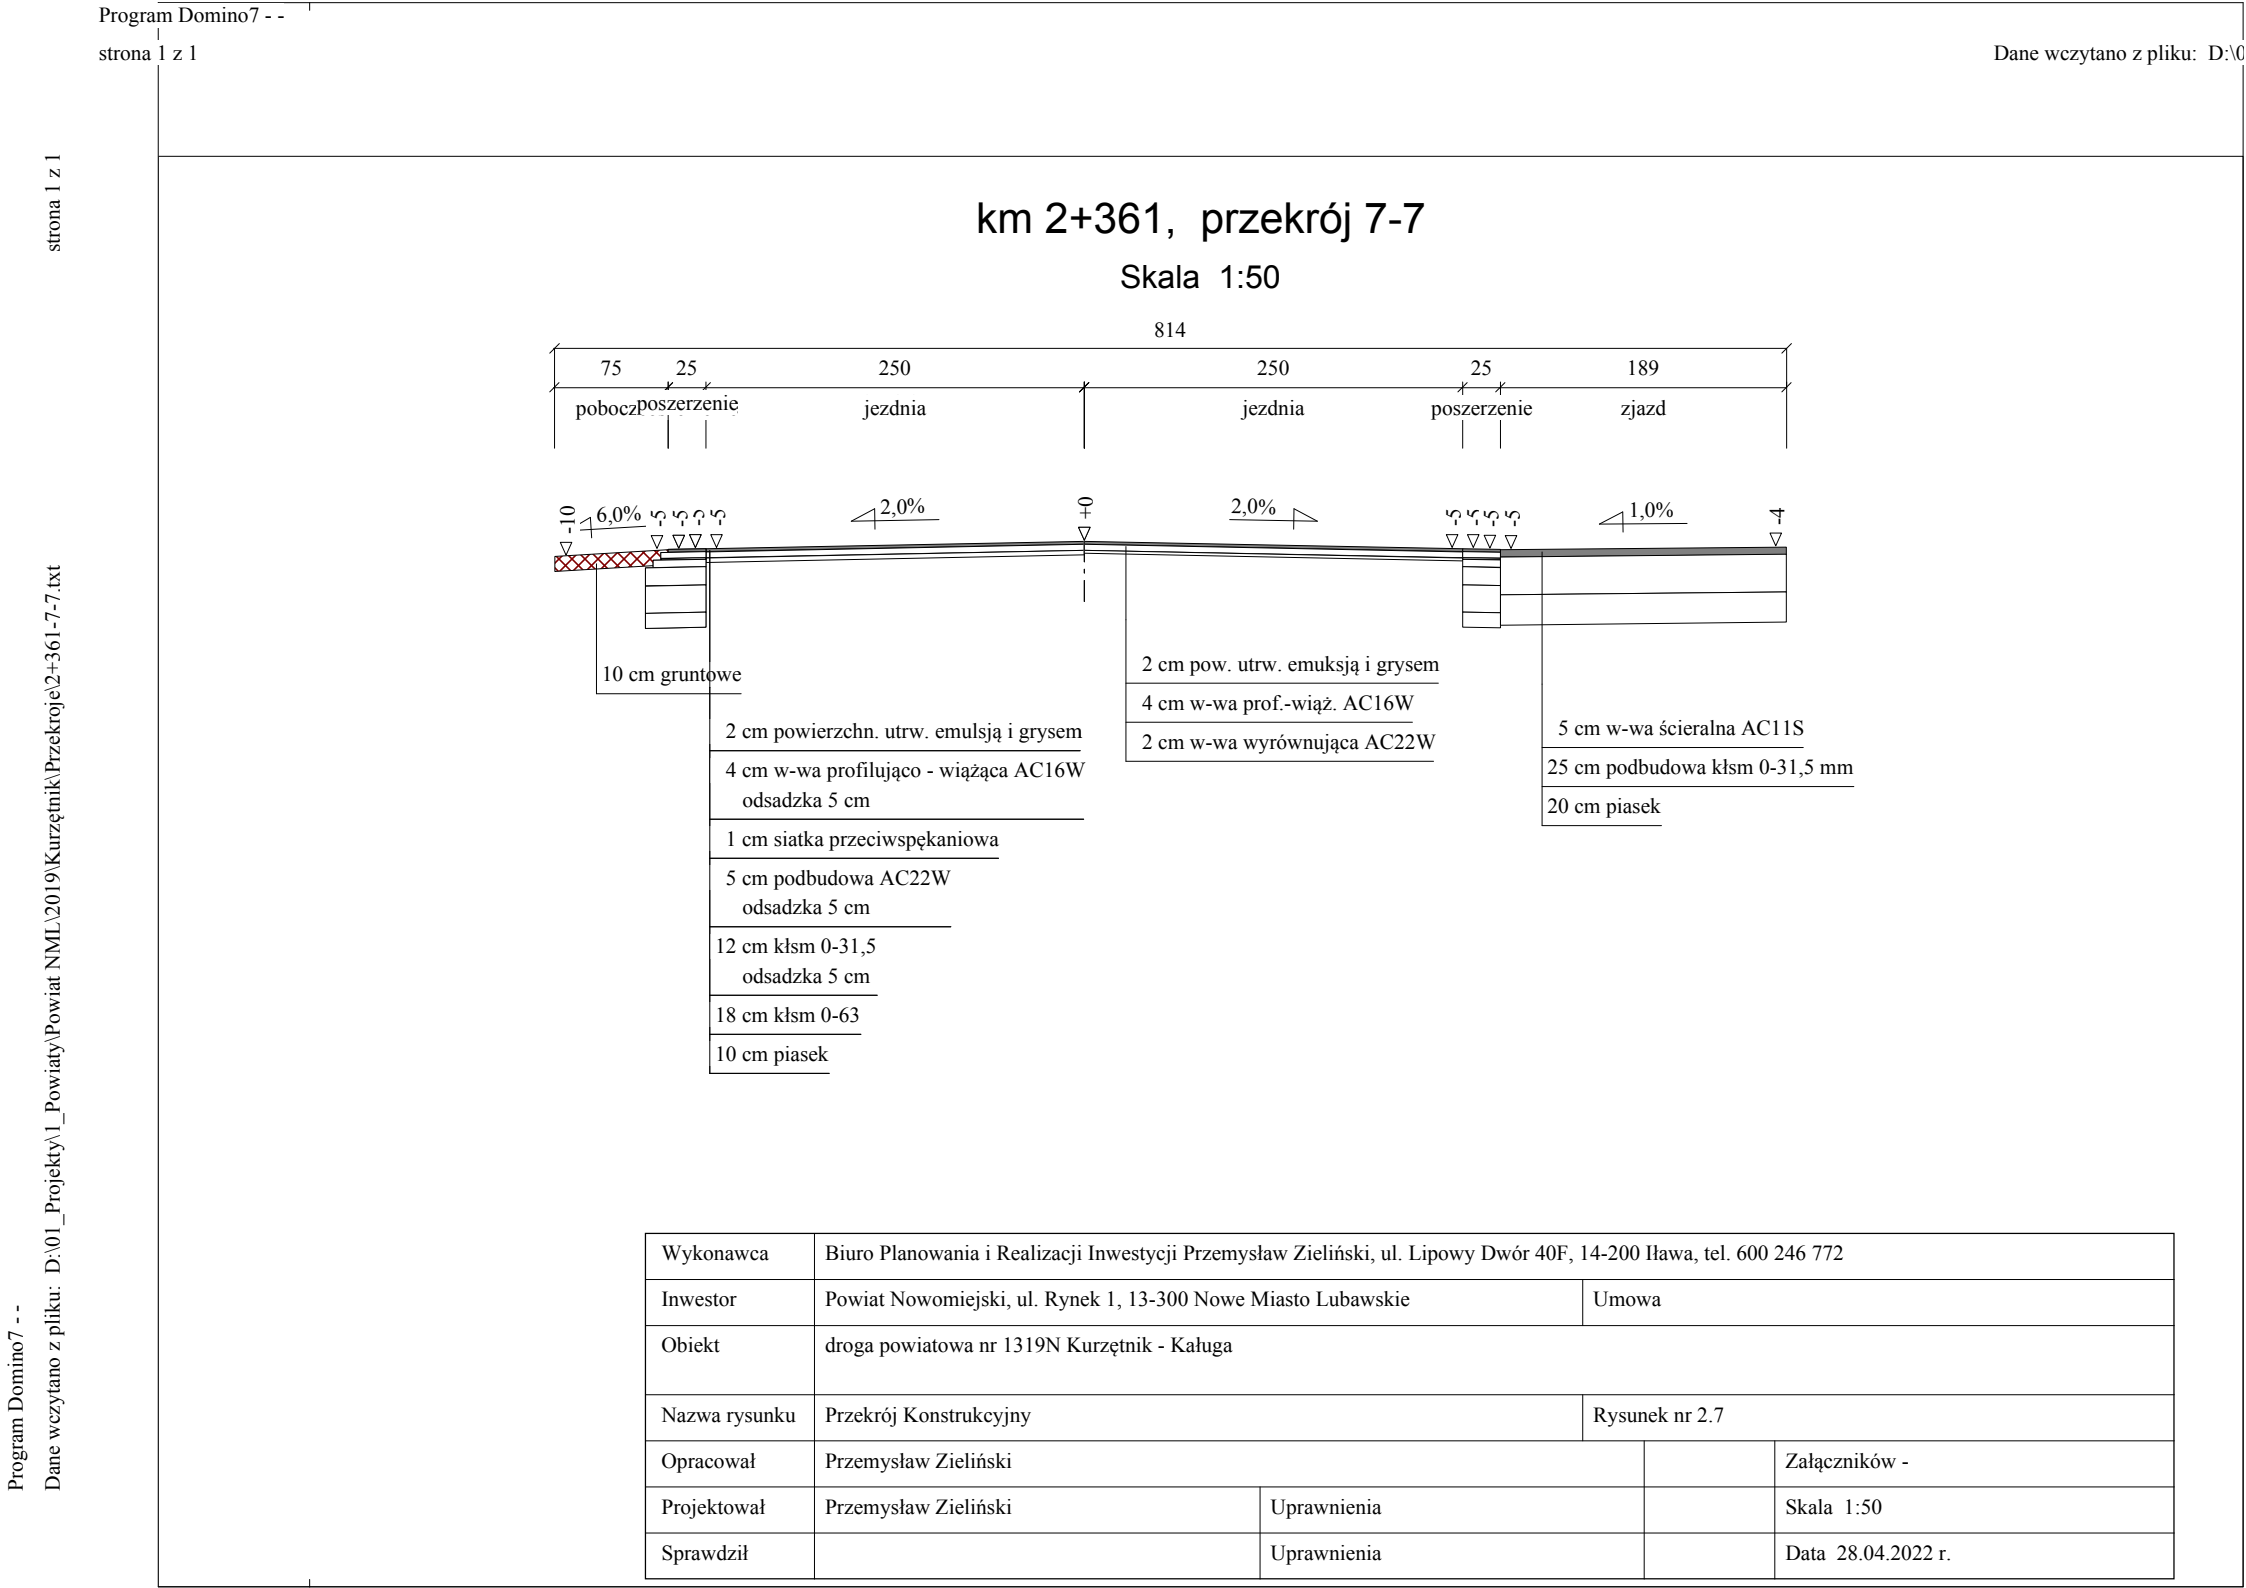 Program Domino7 - -
strona 1 z 1
Dane wczytano z pliku:  D:\0
strona 1 z 1
Program Domino7 - -
Dane wczytano z pliku:  D:\01_Projekty\1_Powiaty\Powiat NML\2019\Kurzętnik\Przekroje\2+361-7-7.txt
km 2+361,  przekrój 7-7
Skala  1:50
814
75 25 250 250 25 189
pobocz poszerzenie jezdnia jezdnia poszerzenie zjazd
-10 6,0% -5 -5 -5 -5 2,0% +0 2,0% -5 -5 -5 -5 1,0% -4
10 cm gruntowe
2 cm powierzchn. utrw. emulsją i grysem
4 cm w-wa profilująco - wiążąca AC16W
odsadzka 5 cm
1 cm siatka przeciwspękaniowa
5 cm podbudowa AC22W
odsadzka 5 cm
12 cm kłsm 0-31,5
odsadzka 5 cm
18 cm kłsm 0-63
10 cm piasek
2 cm pow. utrw. emuksją i grysem
4 cm w-wa prof.-wiąż. AC16W
2 cm w-wa wyrównująca AC22W
5 cm w-wa ścieralna AC11S
25 cm podbudowa kłsm 0-31,5 mm
20 cm piasek
Wykonawca Biuro Planowania i Realizacji Inwestycji Przemysław Zieliński, ul. Lipowy Dwór 40F, 14-200 Iława, tel. 600 246 772
Inwestor Powiat Nowomiejski, ul. Rynek 1, 13-300 Nowe Miasto Lubawskie Umowa
Obiekt droga powiatowa nr 1319N Kurzętnik - Kaługa
Nazwa rysunku Przekrój Konstrukcyjny Rysunek nr 2.7
Opracował Przemysław Zieliński Załączników -
Projektował Przemysław Zieliński Uprawnienia Skala  1:50
Sprawdził Uprawnienia Data  28.04.2022 r.